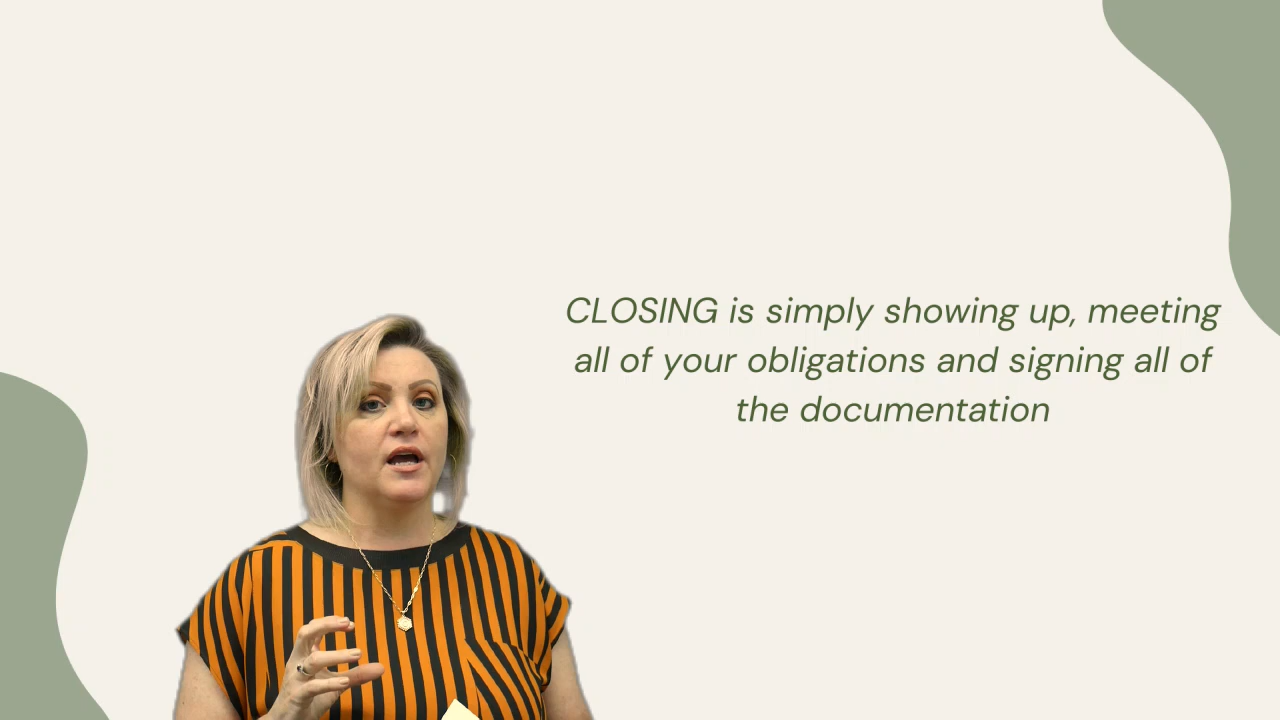 CLOSING is simply showing up, meeting
all of your obligations and signing all of
the documentation